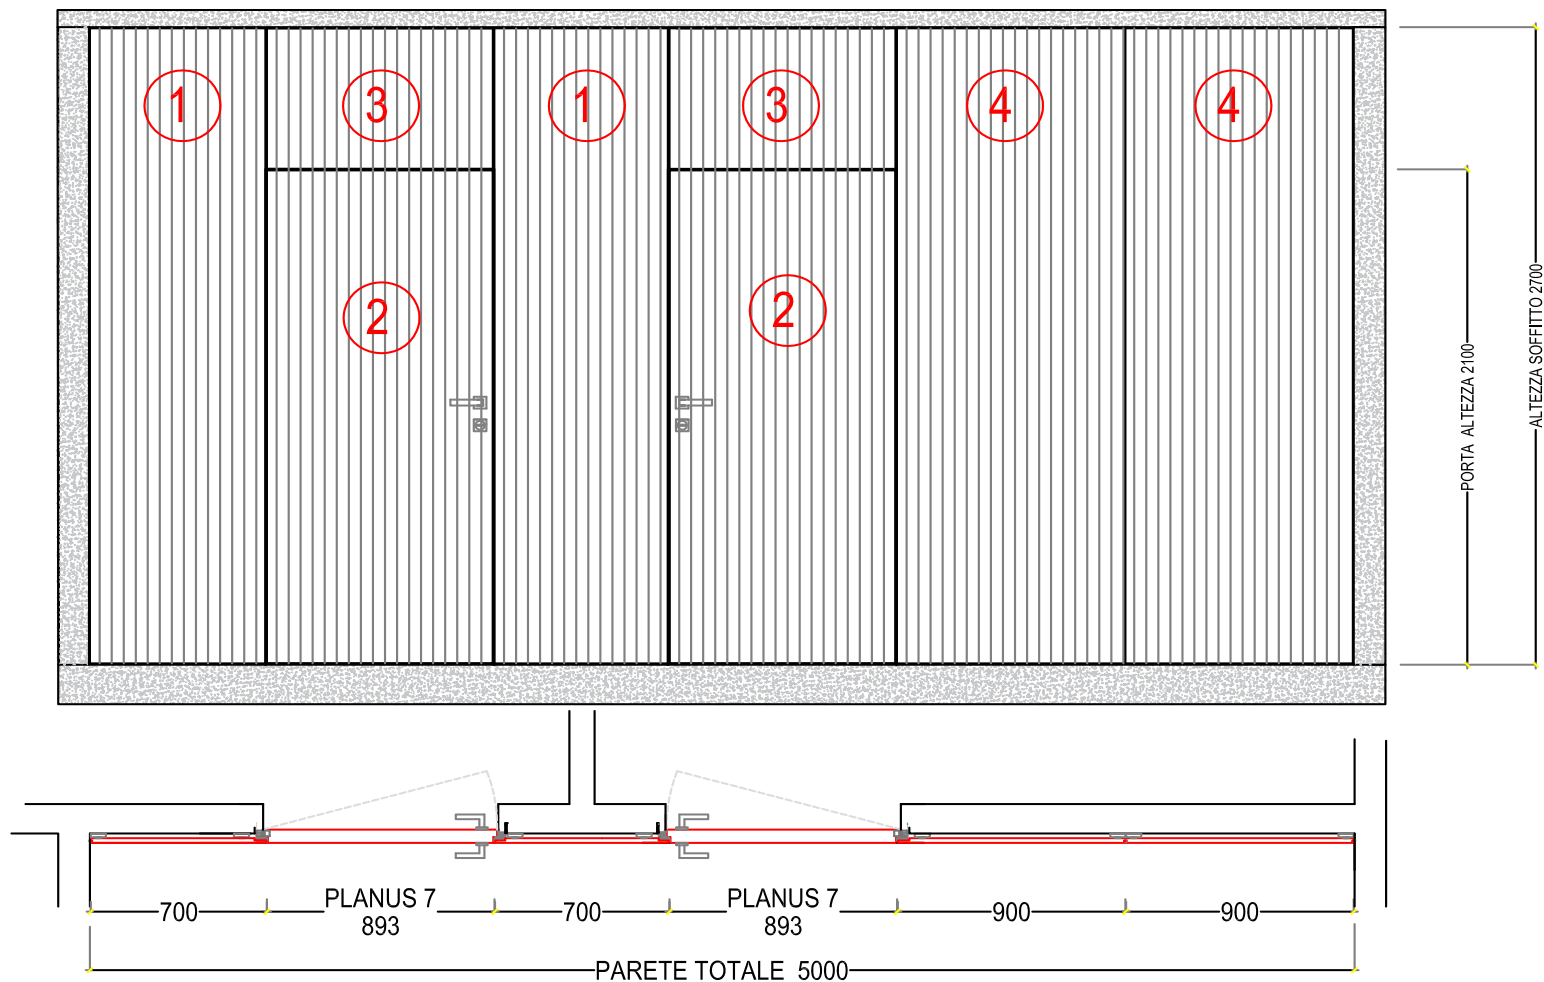 1 3 1 3 4 4
2 2
PORTA ALTEZZA 2100
ALTEZZA SOFFITTO 2700
700 PLANUS 7 700 PLANUS 7 900 900
893 893
PARETE TOTALE 5000